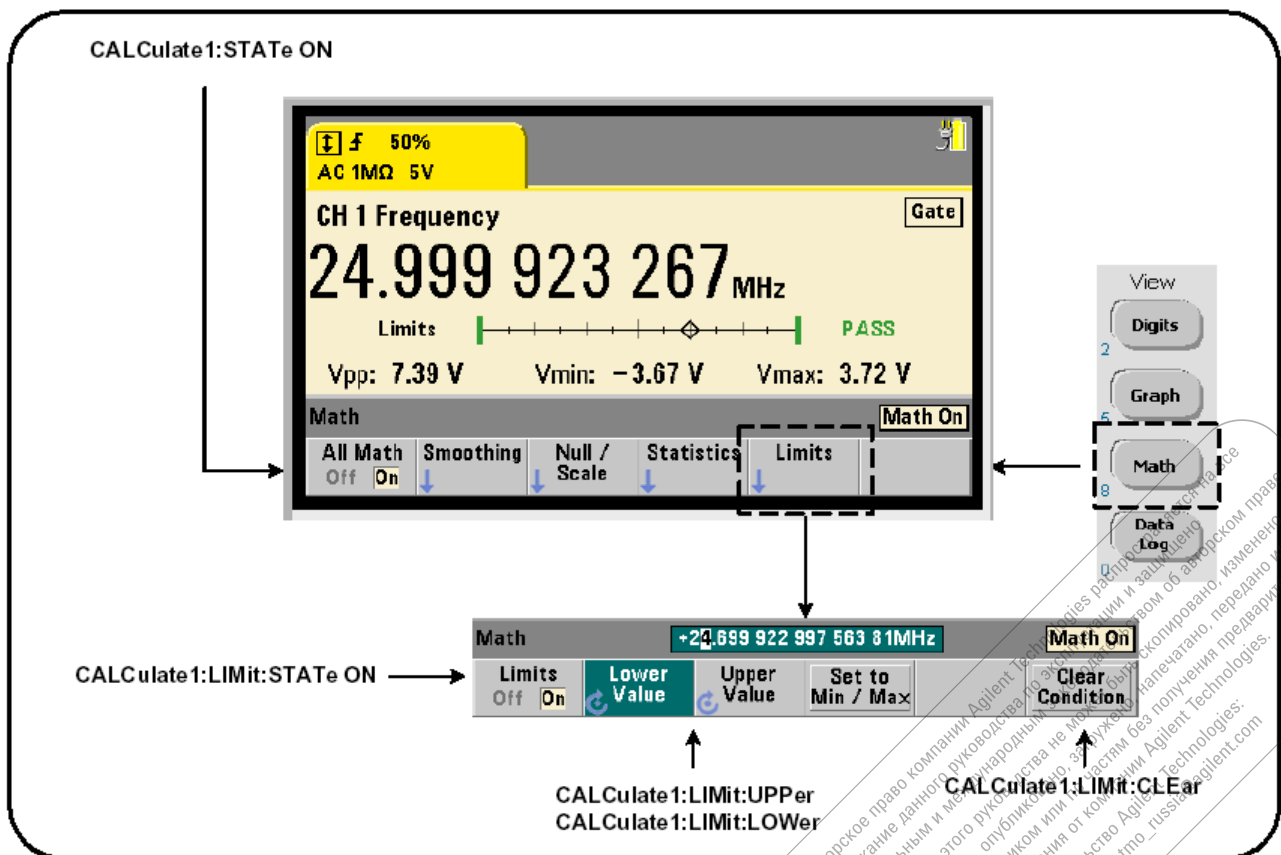 CALCulate1:STATe ON
50%
AC 1MΩ 5V
CH 1 Frequency
Gate
24.999 923 267 MHz
Limits
PASS
Vpp: 7.39 V Vmin: −3.67 V Vmax: 3.72 V
Math
Math On
All Math
Off On
Smoothing
Null /
Scale
Statistics
Limits
View
Digits
2
Graph
5
Math
8
Data
Log
0
Math
+24.699 922 997 563 81MHz
Math On
CALCulate1:LIMit:STATe ON
Limits
Off On
Lower
Value
Upper
Value
Set to
Min / Max
Clear
Condition
CALCulate1:LIMit:UPPer
CALCulate1:LIMit:LOWer
CALCulate1:LIMit:CLEar